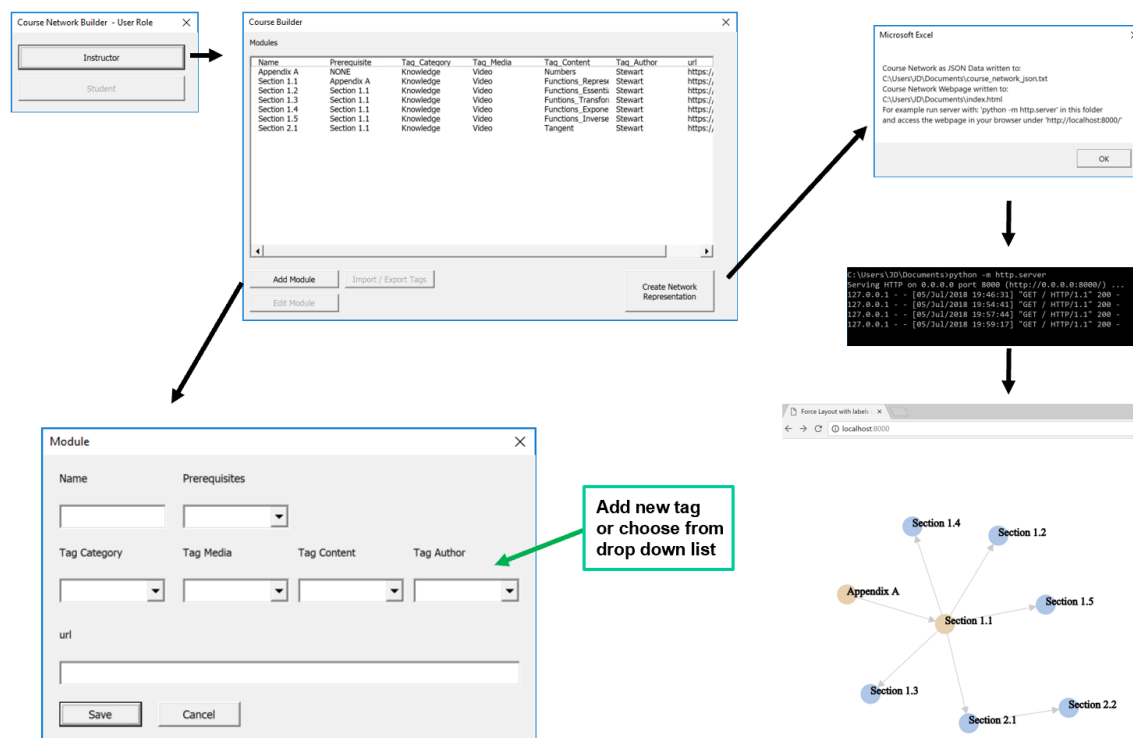 Course Network Builder - User Role
Instructor
Student
Course Builder
Modules
Name Prerequisite Tag_Category Tag_Media Tag_Content Tag_Author url
Appendix A NONE Knowledge Video Numbers Stewart https:/
Section 1.1 Appendix A Knowledge Video Functions_Represe Stewart https:/
Section 1.2 Section 1.1 Knowledge Video Functions_Essentia Stewart https:/
Section 1.3 Section 1.1 Knowledge Video Funtions_Transfor Stewart https:/
Section 1.4 Section 1.1 Knowledge Video Functions_Expone Stewart https:/
Section 1.5 Section 1.1 Knowledge Video Functions_Inverse Stewart https:/
Section 2.1 Section 1.1 Knowledge Video Tangent Stewart https:/
Add Module
Import / Export Tags
Edit Module
Create Network
Representation
Microsoft Excel
Course Network as JSON Data written to:
C:\Users\JD\Documents\course_network_json.txt
Course Network Webpage written to:
C:\Users\JD\Documents\index.html
For example run server with: 'python -m http.server' in this folder
and access the webpage in your browser under 'http://localhost:8000/'
OK
C:\Users\JD\Documents>python -m http.server
Serving HTTP on 0.0.0.0 port 8000 (http://0.0.0.0:8000/) ...
127.0.0.1 - - [05/Jul/2018 19:46:31] "GET / HTTP/1.1" 200 -
127.0.0.1 - - [05/Jul/2018 19:54:41] "GET / HTTP/1.1" 200 -
127.0.0.1 - - [05/Jul/2018 19:57:44] "GET / HTTP/1.1" 200 -
127.0.0.1 - - [05/Jul/2018 19:59:17] "GET / HTTP/1.1" 200 -
Module
Name Prerequisites
Tag Category Tag Media Tag Content Tag Author
url
Save Cancel
Add new tag
or choose from
drop down list
Force Layout with labels
localhost:8000
Section 1.4
Section 1.2
Appendix A
Section 1.5
Section 1.1
Section 1.3
Section 2.2
Section 2.1